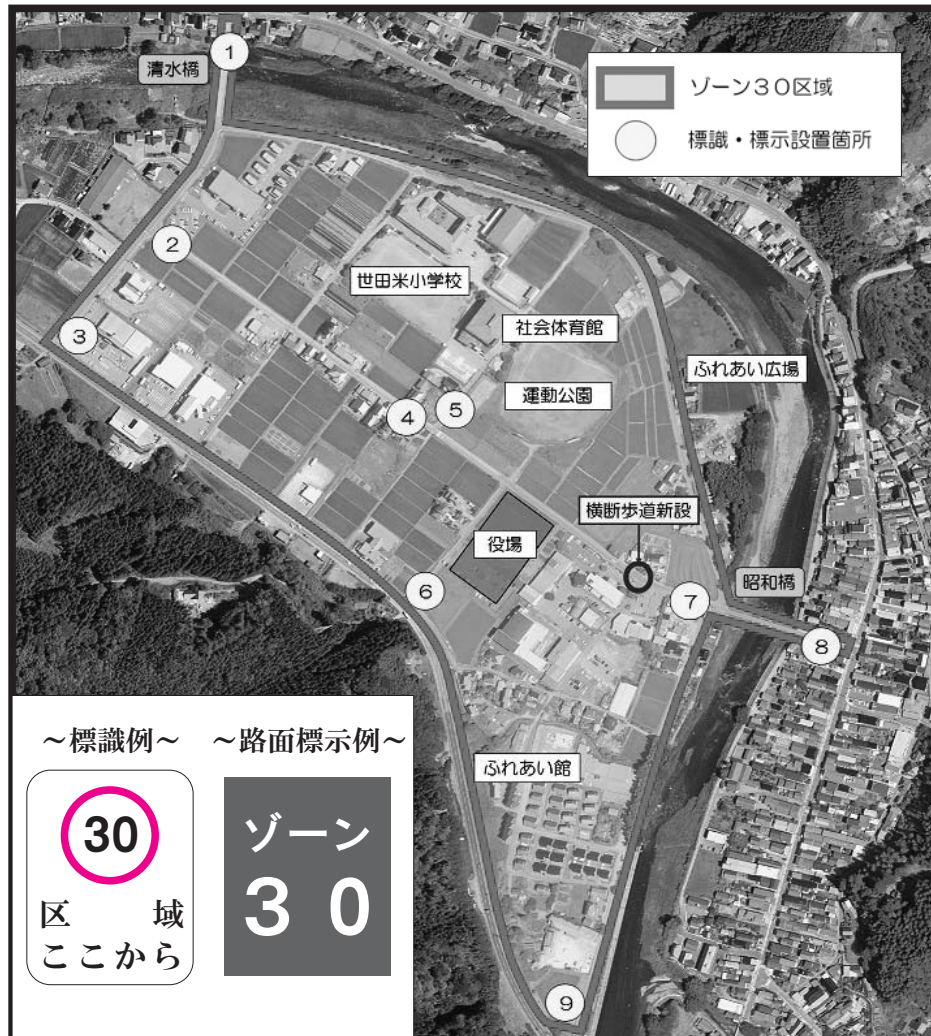 1
清水橋
ゾーン３０区域
標識・標示設置箇所
2
世田米小学校
3
社会体育館
ふれあい広場
運動公園
4
5
横断歩道新設
役場
昭和橋
6
7
8
ふれあい館
9
～標識例～
30
区　域
ここから
～路面標示例～
ゾーン
３０